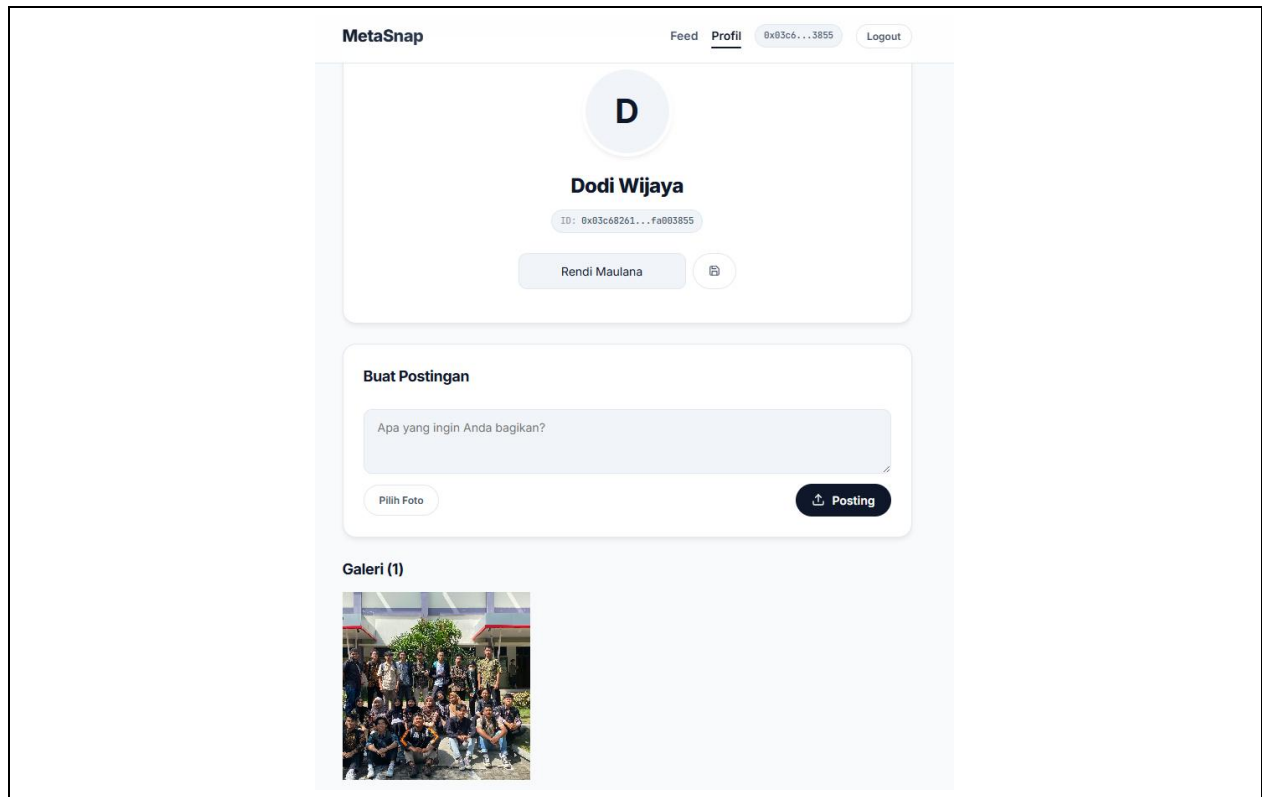 MetaSnap Feed Profil 0x03c6...3855 Logout
D
Dodi Wijaya
ID: 0x03c68261...fa003855
Rendi Maulana
Buat Postingan
Apa yang ingin Anda bagikan?
Pilih Foto Posting
Galeri (1)